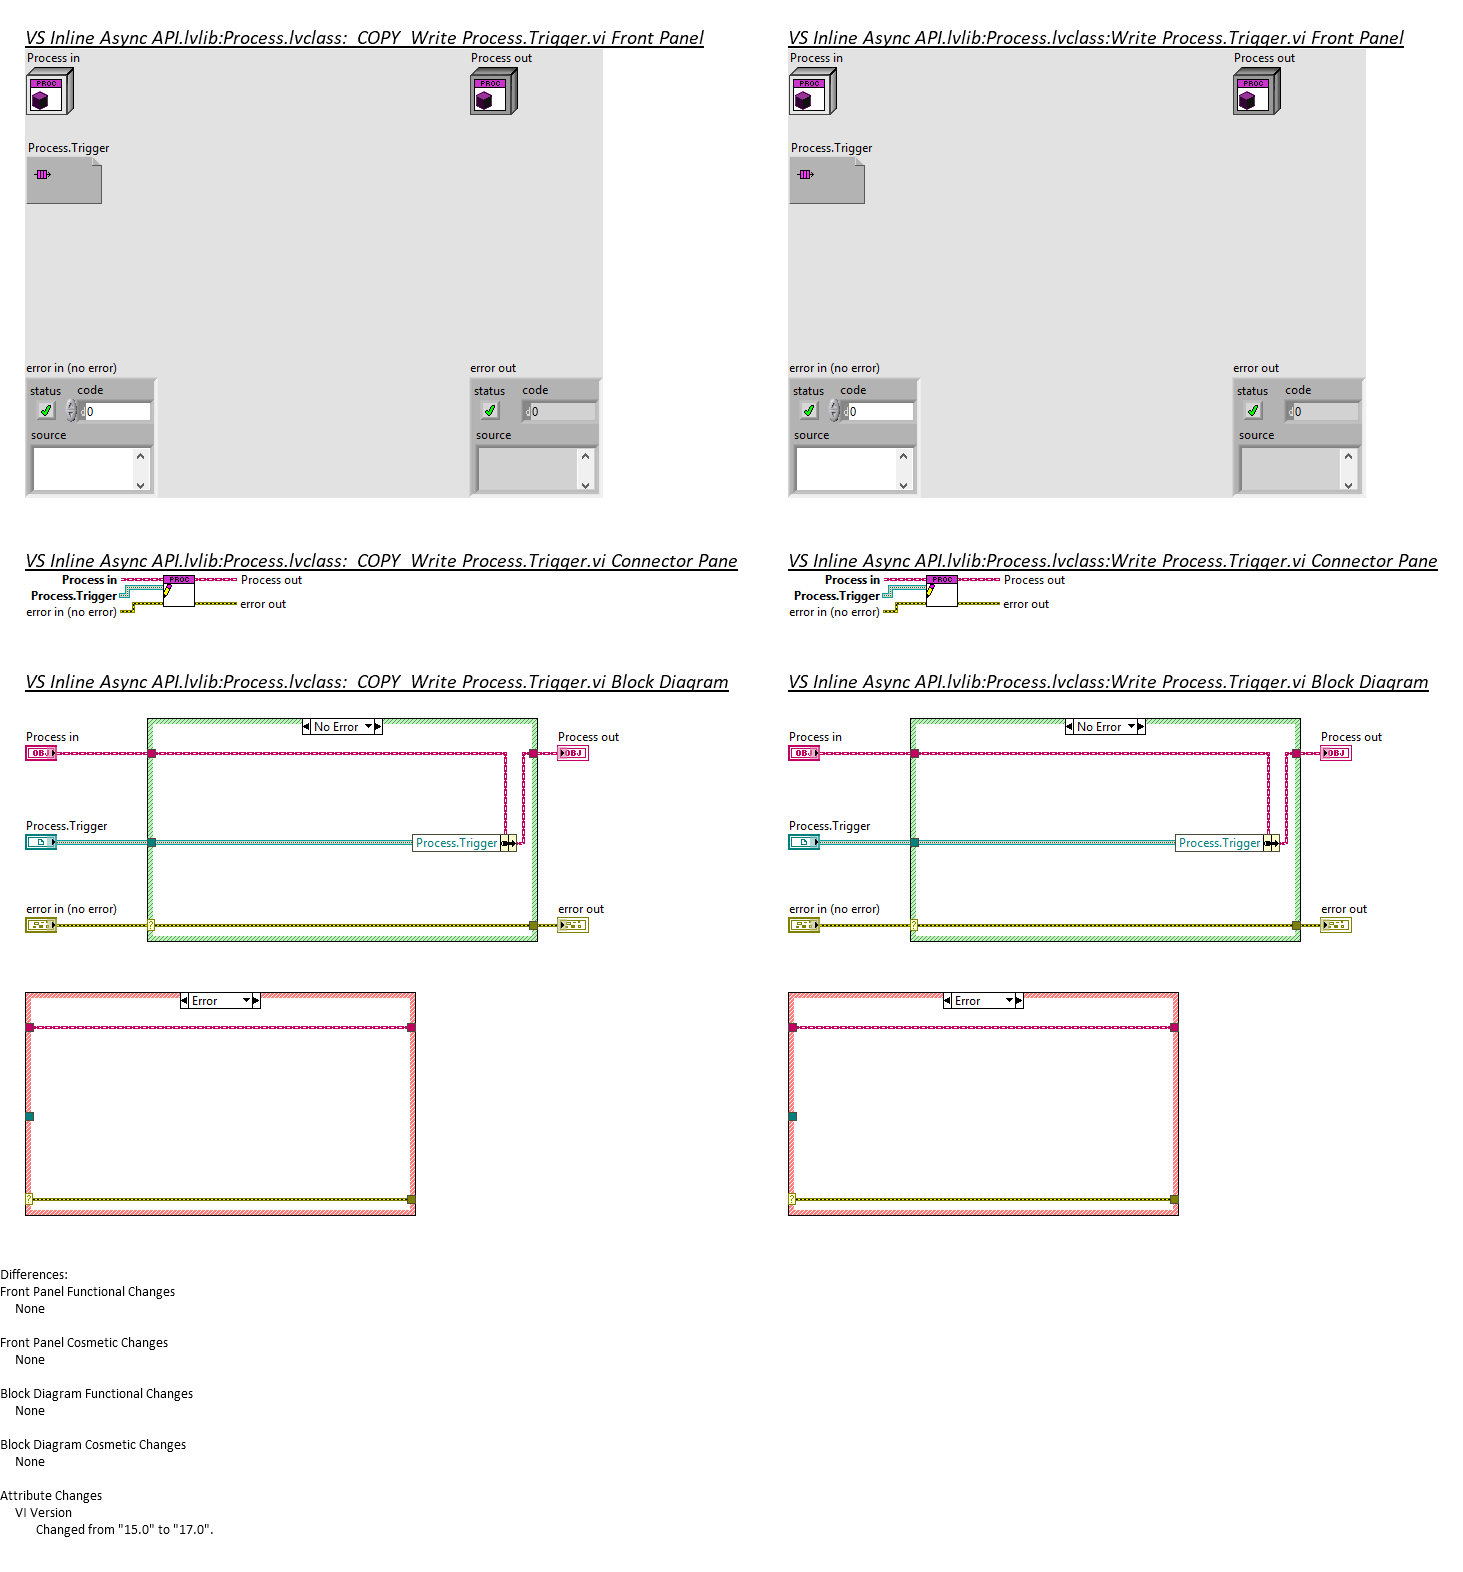 VS Inline Async API.lvlib:Process.lvclass:  COPY  Write Process.Trigger.vi Front Panel
Process in
PROC
Process out
PROC
Process.Trigger
error in (no error)
status
code
d
0
source
error out
status
code
d
0
source
VS Inline Async API.lvlib:Process.lvclass:Write Process.Trigger.vi Front Panel
Process in
PROC
Process out
PROC
Process.Trigger
error in (no error)
status
code
d
0
source
error out
status
code
d
0
source
VS Inline Async API.lvlib:Process.lvclass:  COPY  Write Process.Trigger.vi Connector Pane
Process in
PROC
Process out
Process.Trigger
error in (no error)
error out
VS Inline Async API.lvlib:Process.lvclass:Write Process.Trigger.vi Connector Pane
Process in
PROC
Process out
Process.Trigger
error in (no error)
error out
VS Inline Async API.lvlib:Process.lvclass:  COPY  Write Process.Trigger.vi Block Diagram
No Error
Process in
OBJ
Process out
OBJ
Process.Trigger
Process.Trigger
error in (no error)
?
error out
Error
?
VS Inline Async API.lvlib:Process.lvclass:Write Process.Trigger.vi Block Diagram
No Error
Process in
OBJ
Process out
OBJ
Process.Trigger
Process.Trigger
error in (no error)
?
error out
Error
?
Differences:
Front Panel Functional Changes
None
Front Panel Cosmetic Changes
None
Block Diagram Functional Changes
None
Block Diagram Cosmetic Changes
None
Attribute Changes
VI Version
Changed from "15.0" to "17.0".